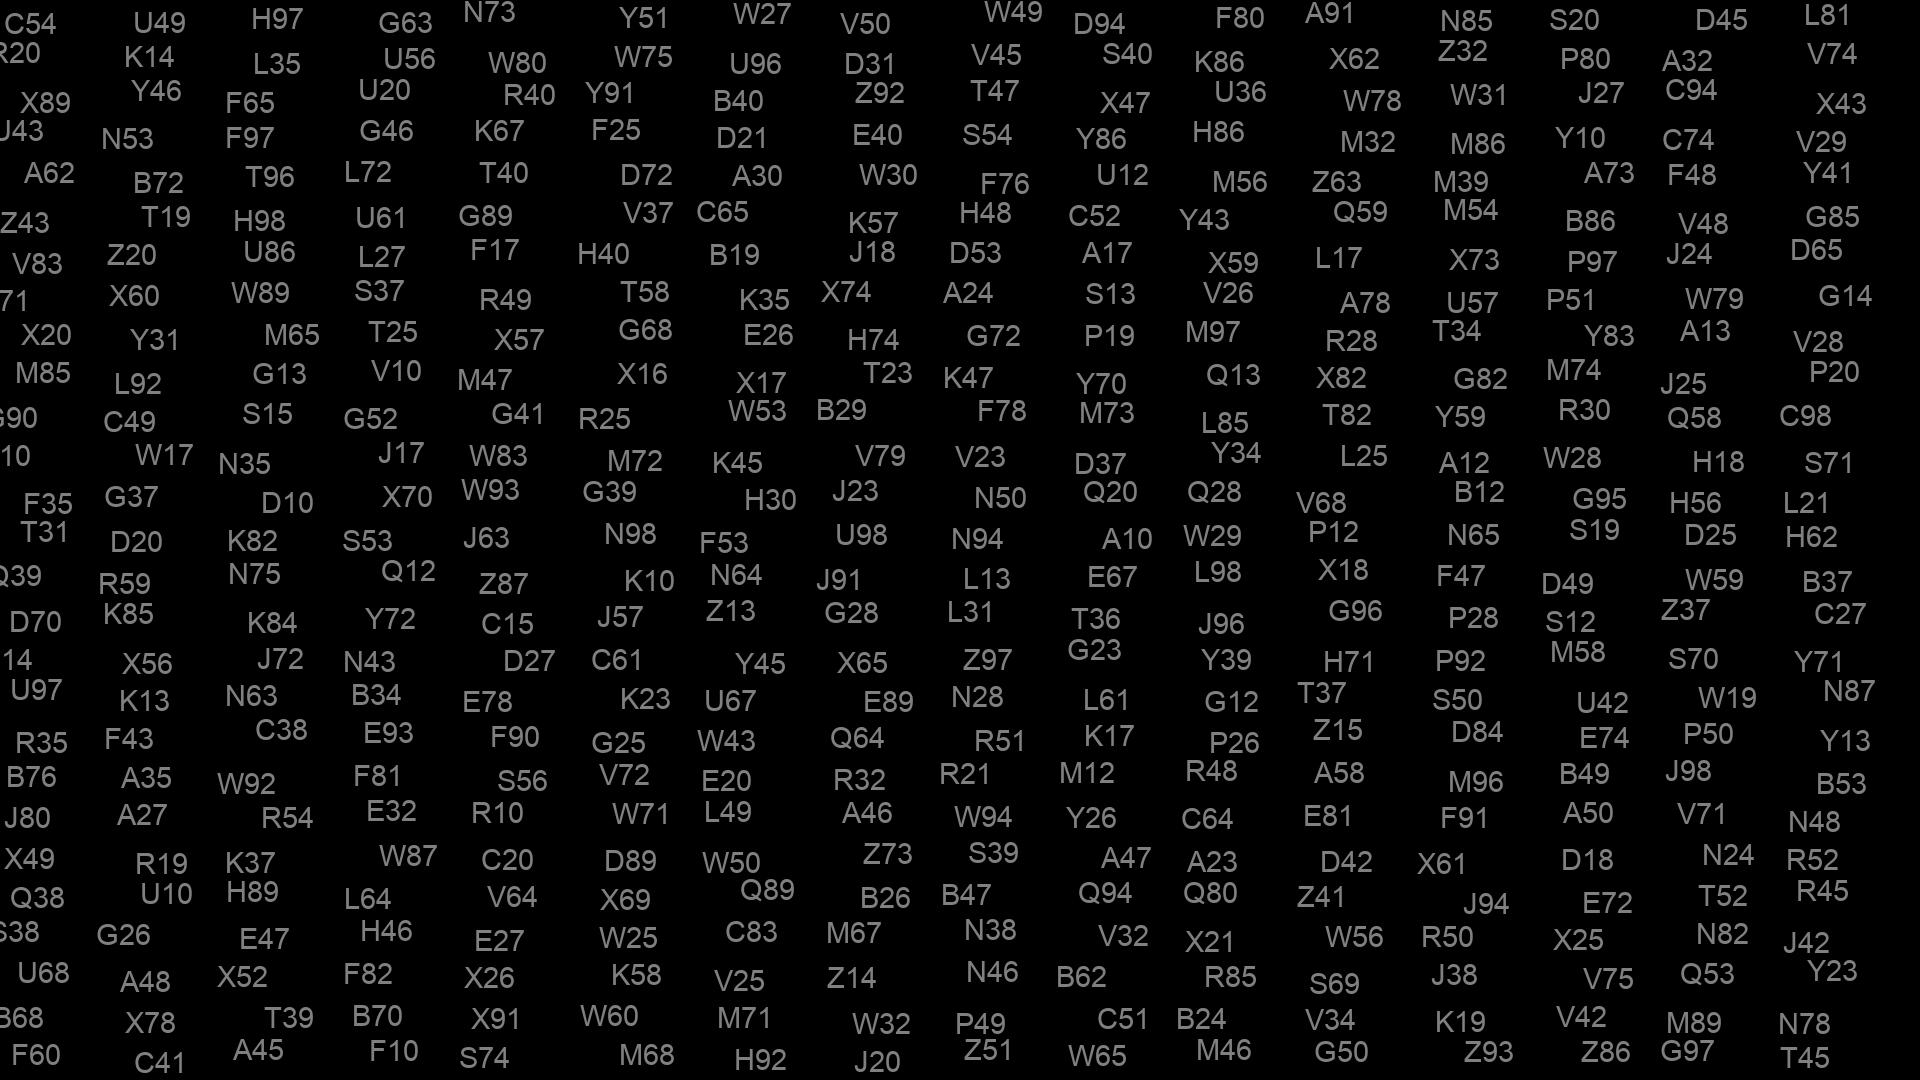 C54 U49 H97 G63 N73 Y51 W27 V50 W49 D94 F80 A91 N85 S20 D45 L81
R20 K14 L35 U56 W80 W75 U96 D31 V45 S40 K86 X62 Z32 P80 A32 V74
X89 Y46 F65 U20 R40 Y91 B40 Z92 T47 X47 U36 W78 W31 J27 C94 X43
U43 N53 F97 G46 K67 F25 D21 E40 S54 Y86 H86 M32 M86 Y10 C74 V29
A62 B72 T96 L72 T40 D72 A30 W30 F76 U12 M56 Z63 M39 A73 F48 Y41
Z43 T19 H98 U61 G89 V37 C65 K57 H48 C52 Y43 Q59 M54 B86 V48 G85
V83 Z20 U86 L27 F17 H40 B19 J18 D53 A17 X59 L17 X73 P97 J24 D65
71 X60 W89 S37 R49 T58 K35 X74 A24 S13 V26 A78 U57 P51 W79 G14
X20 Y31 M65 T25 X57 G68 E26 H74 G72 P19 M97 R28 T34 Y83 A13 V28
M85 L92 G13 V10 M47 X16 X17 T23 K47 Y70 Q13 X82 G82 M74 J25 P20
G90 C49 S15 G52 G41 R25 W53 B29 F78 M73 L85 T82 Y59 R30 Q58 C98
10 W17 N35 J17 W83 M72 K45 V79 V23 D37 Y34 L25 A12 W28 H18 S71
F35 G37 D10 X70 W93 G39 H30 J23 N50 Q20 Q28 V68 B12 G95 H56 L21
T31 D20 K82 S53 J63 N98 F53 U98 N94 A10 W29 P12 N65 S19 D25 H62
Q39 R59 N75 Q12 Z87 K10 N64 J91 L13 E67 L98 X18 F47 D49 W59 B37
D70 K85 K84 Y72 C15 J57 Z13 G28 L31 T36 J96 G96 P28 S12 Z37 C27
14 X56 J72 N43 D27 C61 Y45 X65 Z97 G23 Y39 H71 P92 M58 S70 Y71
U97 K13 N63 B34 E78 K23 U67 E89 N28 L61 G12 T37 S50 U42 W19 N87
R35 F43 C38 E93 F90 G25 W43 Q64 R51 K17 P26 Z15 D84 E74 P50 Y13
B76 A35 W92 F81 S56 V72 E20 R32 R21 M12 R48 A58 M96 B49 J98 B53
J80 A27 R54 E32 R10 W71 L49 A46 W94 Y26 C64 E81 F91 A50 V71 N48
X49 R19 K37 W87 C20 D89 W50 Z73 S39 A47 A23 D42 X61 D18 N24 R52
Q38 U10 H89 L64 V64 X69 Q89 B26 B47 Q94 Q80 Z41 J94 E72 T52 R45
S38 G26 E47 H46 E27 W25 C83 M67 N38 V32 X21 W56 R50 X25 N82 J42
U68 A48 X52 F82 X26 K58 V25 Z14 N46 B62 R85 S69 J38 V75 Q53 Y23
B68 X78 T39 B70 X91 W60 M71 W32 P49 C51 B24 V34 K19 V42 M89 N78
F60 C41 A45 F10 S74 M68 H92 J20 Z51 W65 M46 G50 Z93 Z86 G97 T45